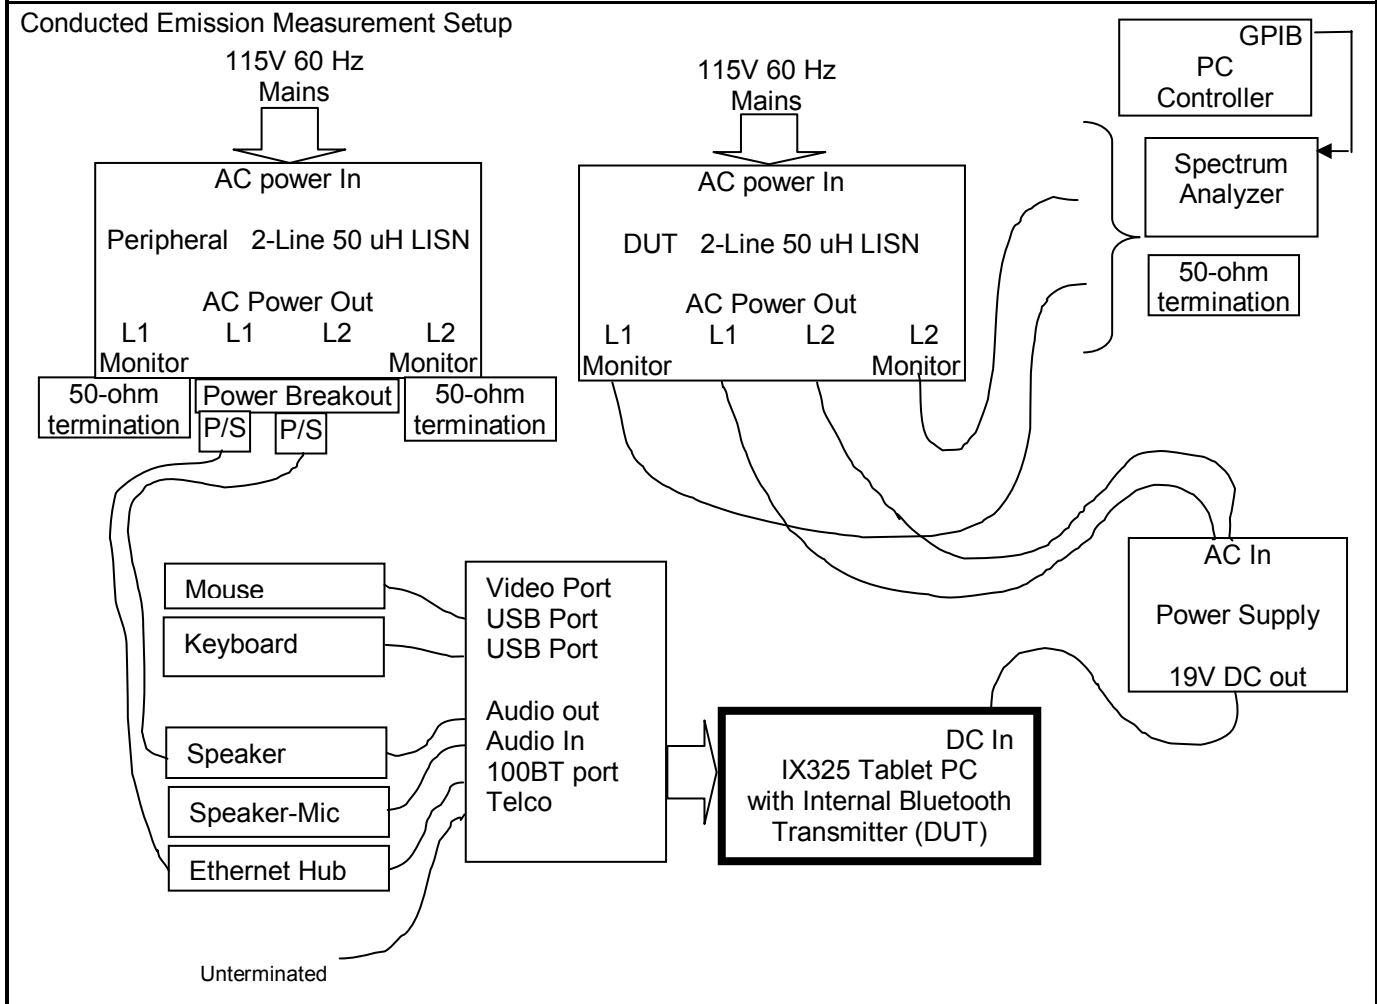 Conducted Emission Measurement Setup
115V 60 Hz
Mains
AC power In
Peripheral 2-Line 50 uH LISN
AC Power Out
L1 L1 L2 L2
Monitor Monitor
50-ohm
termination
Power Breakout
50-ohm
termination
P/S P/S
115V 60 Hz
Mains
AC power In
DUT 2-Line 50 uH LISN
AC Power Out
L1 L1 L2 L2
Monitor Monitor
GPIB
PC
Controller
Spectrum
Analyzer
50-ohm
termination
AC In
Power Supply
19V DC out
Mouse
Keyboard
Speaker
Speaker-Mic
Ethernet Hub
Unterminated
Video Port
USB Port
USB Port
Audio out
Audio In
100BT port
Telco
DC In
IX325 Tablet PC
with Internal Bluetooth
Transmitter (DUT)